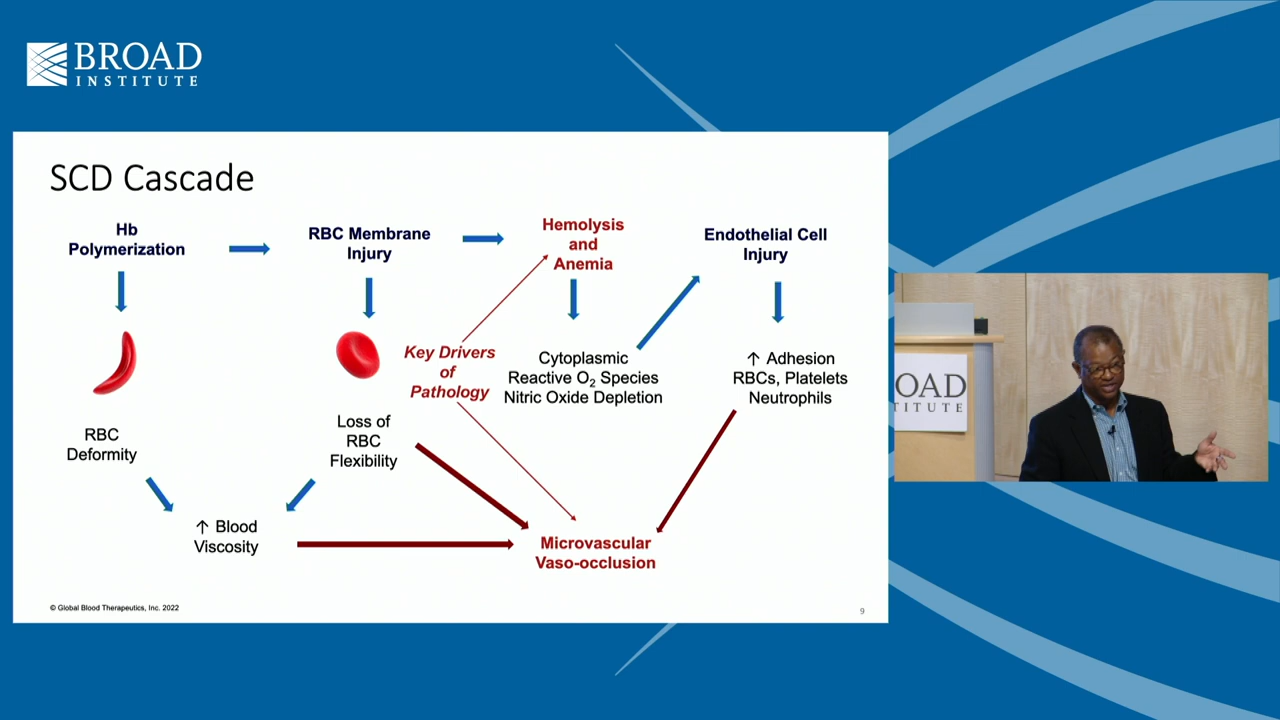 BROAD
INSTITUTE
SCD Cascade
Hb
Polymerization
RBC Membrane
Injury
Hemolysis
and
Anemia
Endothelial Cell
Injury
Key Drivers
of
Pathology
Cytoplasmic
Reactive O₂ Species
Nitric Oxide Depletion
↑ Adhesion
RBCs, Platelets
Neutrophils
RBC
Deformity
Loss of
RBC
Flexibility
↑ Blood
Viscosity
Microvascular
Vaso-occlusion
© Global Blood Therapeutics, Inc. 2022
9
OAD
TITUTE